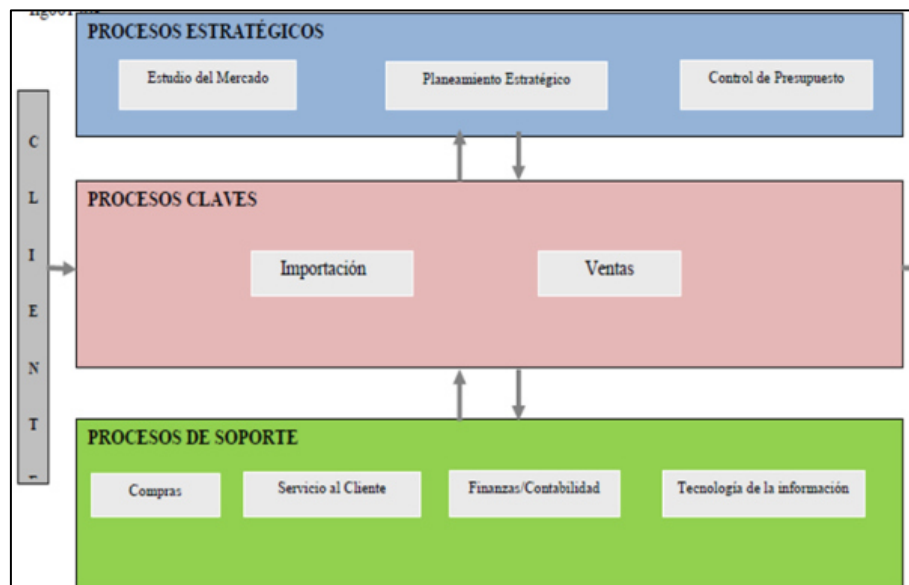 PROCESOS ESTRATÉGICOS
Estudio del Mercado
Planeamiento Estratégico
Control de Presupuesto
C
L
I
E
N
T
PROCESOS CLAVES
Importación
Ventas
PROCESOS DE SOPORTE
Compras
Servicio al Cliente
Finanzas/Contabilidad
Tecnología de la información